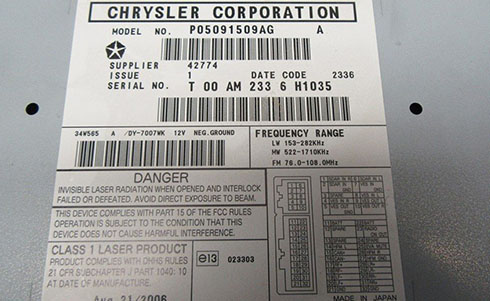 CHRYSLER CORPORATION
MODEL NO. P05091509AG A
SUPPLIER 42774
ISSUE 1 DATE CODE 2336
SERIAL NO. T 00 AM 233 6 H1035
34W565 A /DY-7007WK 12V NEG.GROUND
FREQUENCY RANGE
LW 153-282KHz
MW 522-1710KHz
FM 76.0-108.0MHz
DANGER
INVISIBLE LASER RADIATION WHEN OPENED AND INTERLOCK
FAILED OR DEFEATED. AVOID DIRECT EXPOSURE TO BEAM.
THIS DEVICE COMPLIES WITH PART 15 OF THE FCC RULES
OPERATION IS SUBJECT TO THE CONDITION THAT THIS
DEVICE DOES NOT CAUSE HARMFUL INTERFERENCE.
CLASS 1 LASER PRODUCT
PRODUCT COMPLIES WITH DHHS RULES
21 CFR SUBCHAPTER J PART 1040:10
AT DATE OF MANUFACTURE.
e13 023303
Aug 21/2006